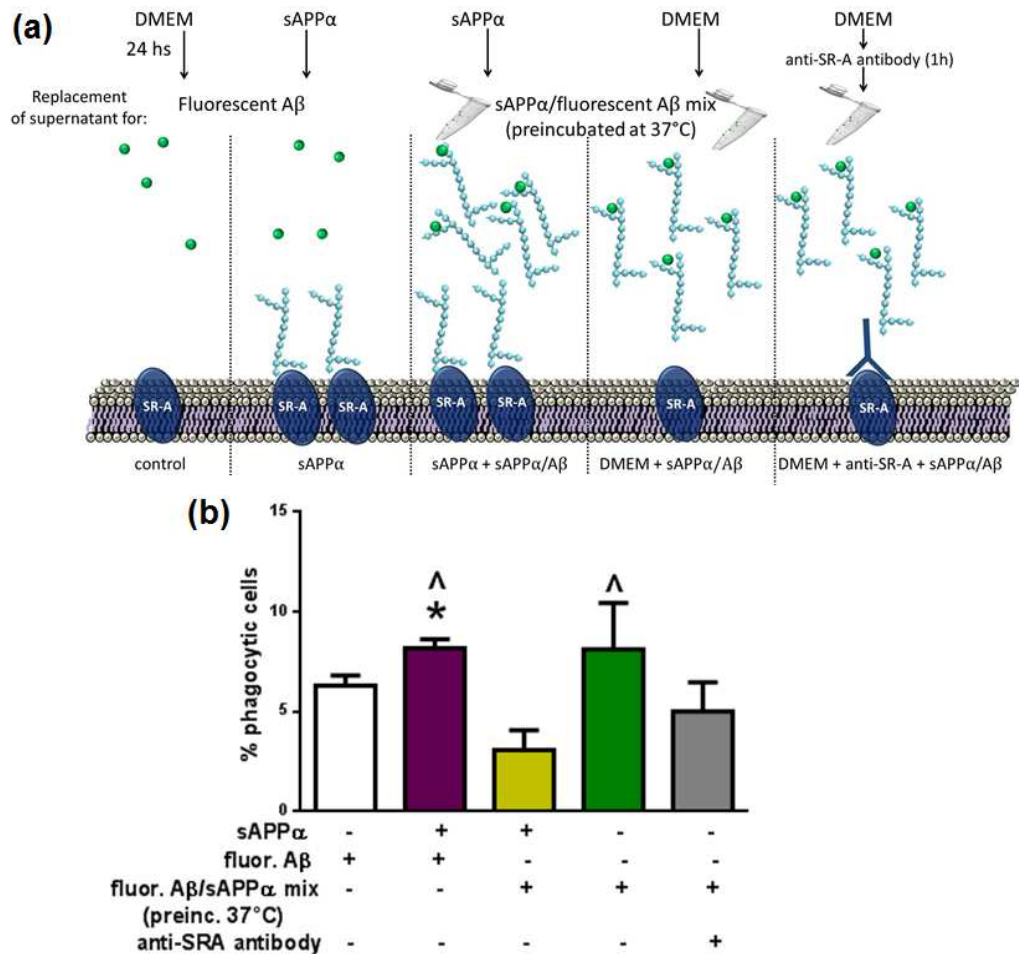 (a)
DMEM sAPPα sAPPα DMEM DMEM
24 hs
anti-SR-A antibody (1h)
Replacement
of supernatant for:
Fluorescent Aβ
sAPPα/fluorescent Aβ mix
(preincubated at 37°C)
SR-A SR-A SR-A SR-A SR-A SR-A SR-A
control sAPPα sAPPα + sAPPα/Aβ DMEM + sAPPα/Aβ DMEM + anti-SR-A + sAPPα/Aβ
(b)
15
^ ^
*
10
5
0
% phagocytic cells
sAPPα - + + - -
fluor. Aβ + + - - -
fluor. Aβ/sAPPα mix - - + + +
(preinc. 37°C)
anti-SRA antibody - - - - +